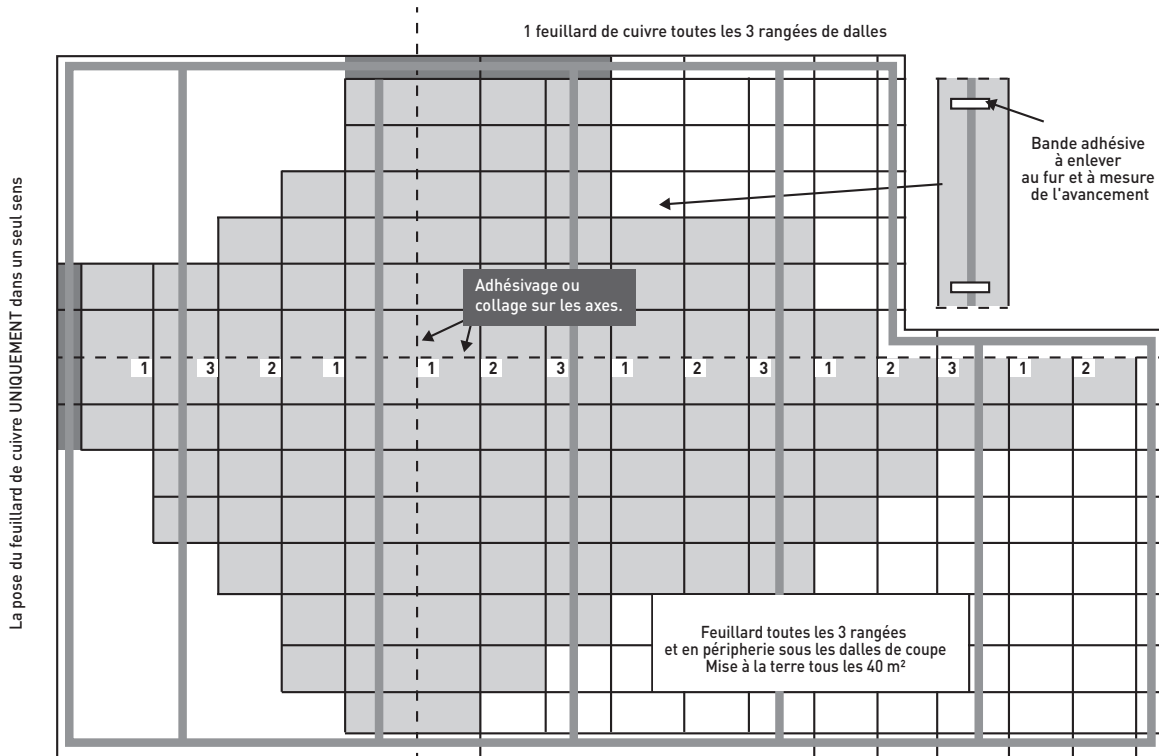 1 feuillard de cuivre toutes les 3 rangées de dalles
Bande adhésive
à enlever
au fur et à mesure
de l'avancement
La pose du feuillard de cuivre UNIQUEMENT dans un seul sens
Adhésivage ou
collage sur les axes.
1 3 2 1 1 2 3 1 2 3 1 2 3 1 2
Feuillard toutes les 3 rangées
et en péripherie sous les dalles de coupe
Mise à la terre tous les 40 m²